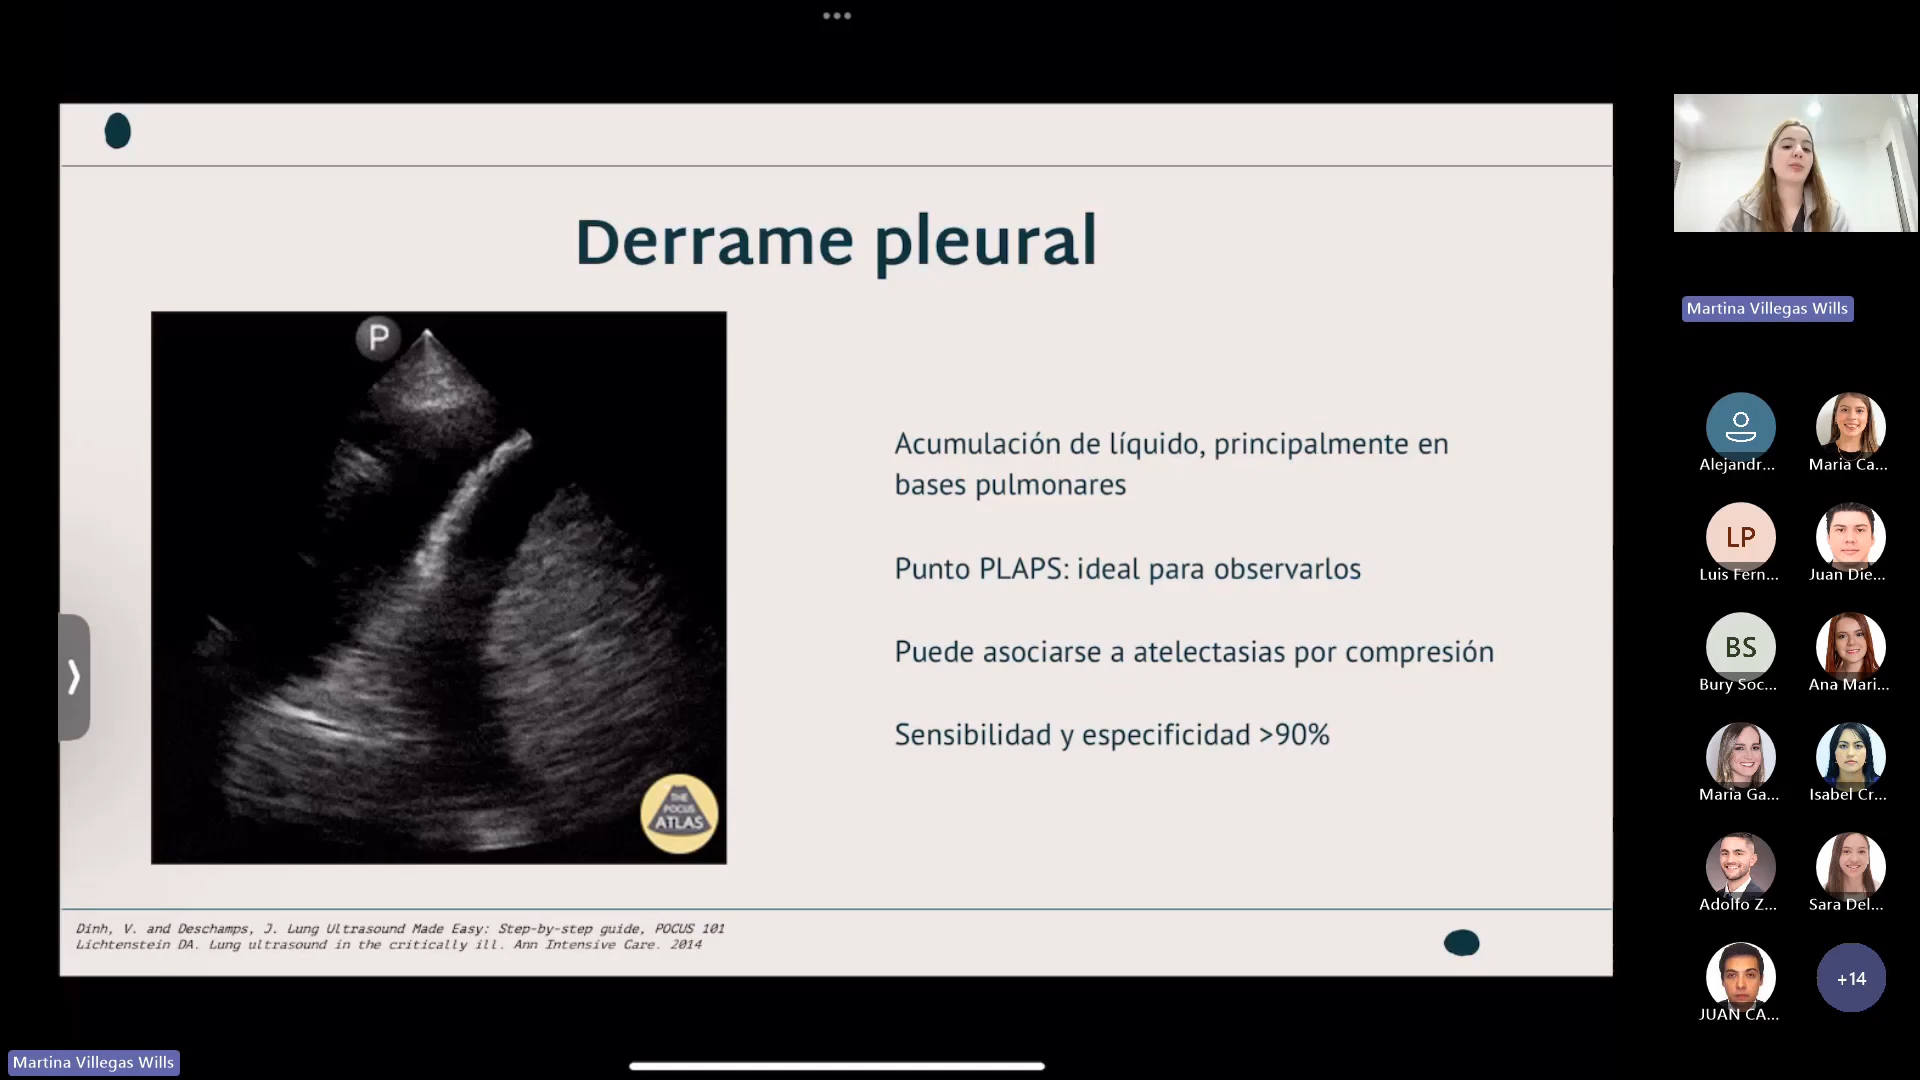 Derrame pleural
P
THE
POCUS
ATLAS
Acumulación de líquido, principalmente en
bases pulmonares
Punto PLAPS: ideal para observarlos
Puede asociarse a atelectasias por compresión
Sensibilidad y especificidad >90%
Dinh, V. and Deschamps, J. Lung Ultrasound Made Easy: Step-by-step guide, POCUS 101
Lichtenstein DA. Lung ultrasound in the critically ill. Ann Intensive Care. 2014
Martina Villegas Wills
Alejandr...
Maria Ca...
LP
Luis Fern...
Juan Die...
BS
Bury Soc...
Ana Mari...
Maria Ga...
Isabel Cr...
Adolfo Z...
Sara Del...
JUAN CA...
+14
Martina Villegas Wills